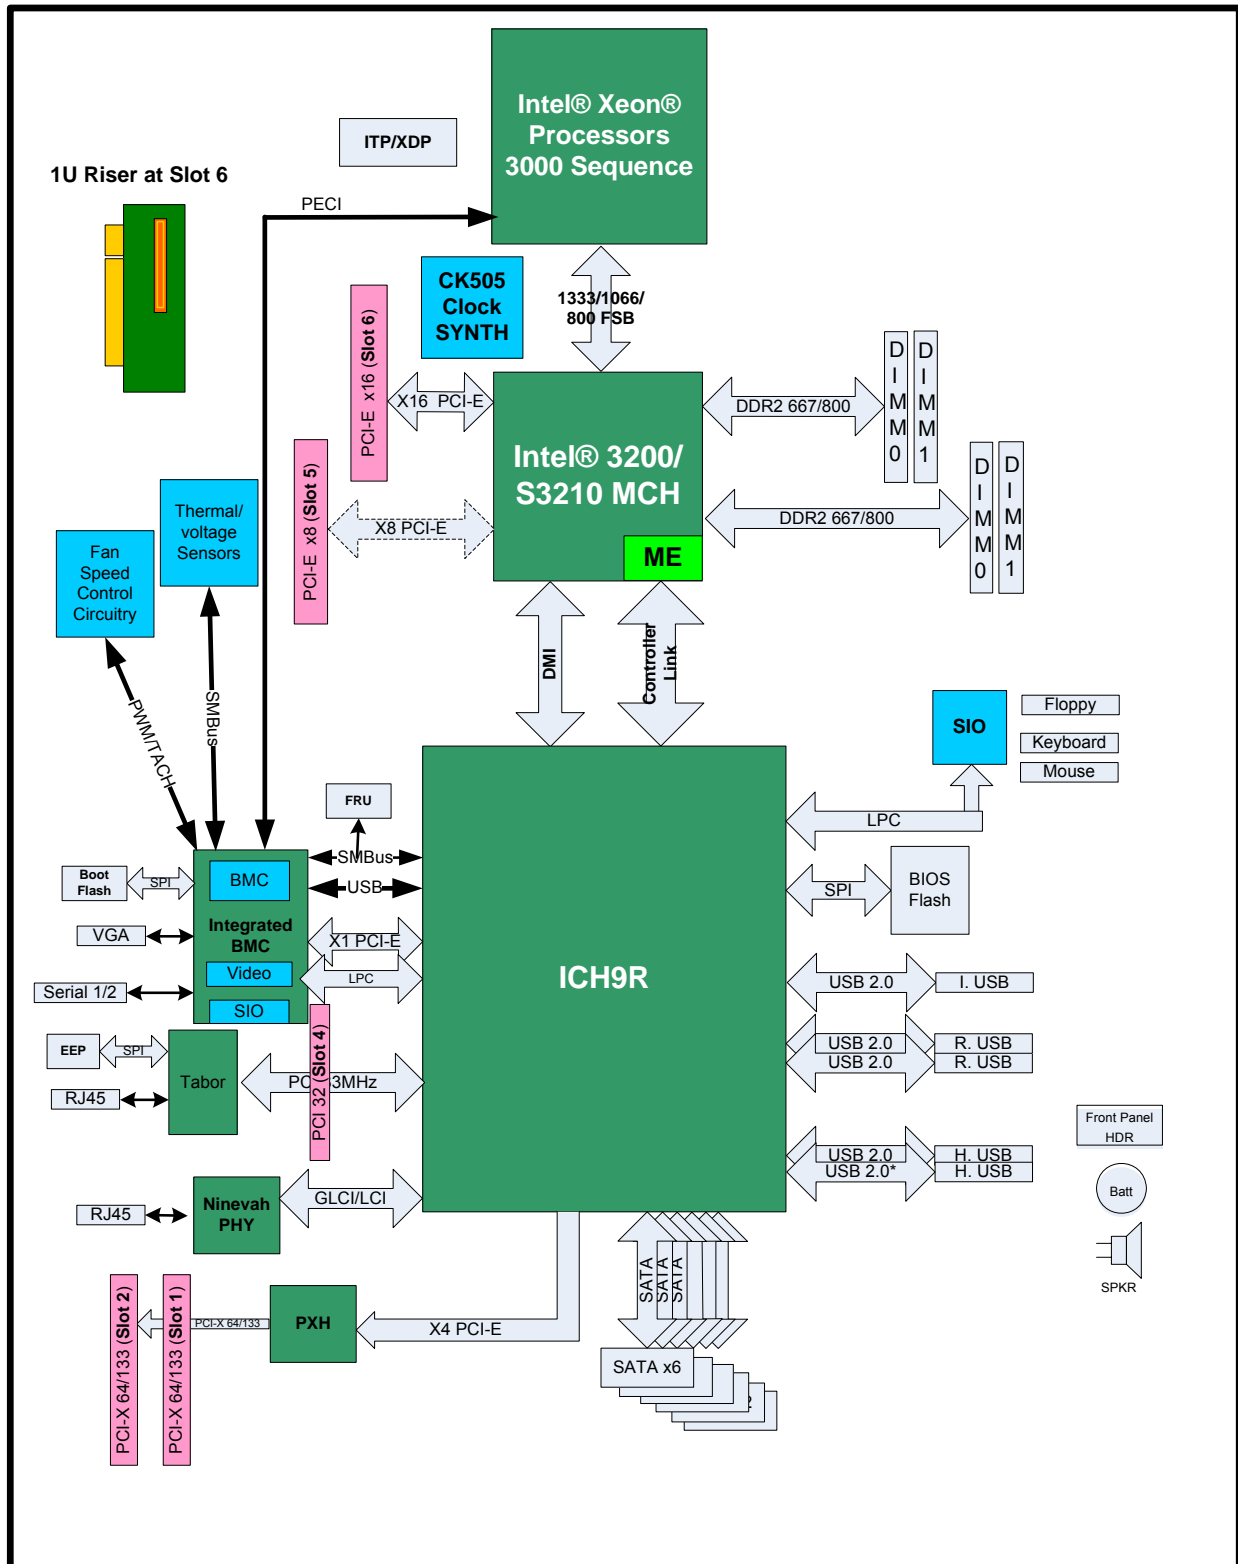 Intel® Xeon®
Processors
3000 Sequence
ITP/XDP
1U Riser at Slot 6
PECI
CK505
Clock
SYNTH
1333/1066/
800 FSB
PCI-E x16 (Slot 6)
X16 PCI-E
DDR2 667/800
DIMM0
DIMM1
Intel® 3200/
S3210 MCH
ME
PCI-E x8 (Slot 5)
X8 PCI-E
DDR2 667/800
DIMM0
DIMM1
Thermal/
voltage
Sensors
Fan
Speed
Control
Circuitry
DMI
Controller
Link
PWM/TACH
SMBus
SIO
Floppy
Keyboard
Mouse
LPC
FRU
SMBus
USB
Boot
Flash
SPI
BMC
Integrated
BMC
Video
SIO
VGA
Serial 1/2
X1 PCI-E
LPC
ICH9R
SPI
BIOS
Flash
USB 2.0
I. USB
USB 2.0
R. USB
USB 2.0
R. USB
USB 2.0
H. USB
USB 2.0*
H. USB
EEP
SPI
RJ45
Tabor
PCI 32 (Slot 4)
Front Panel
HDR
Batt
SPKR
RJ45
Ninevah
PHY
GLCI/LCI
PCI-X 64/133 (Slot 2)
PCI-X 64/133 (Slot 1)
PCI-X 64/133
PXH
X4 PCI-E
SATA
SATA
SATA
SATA x6